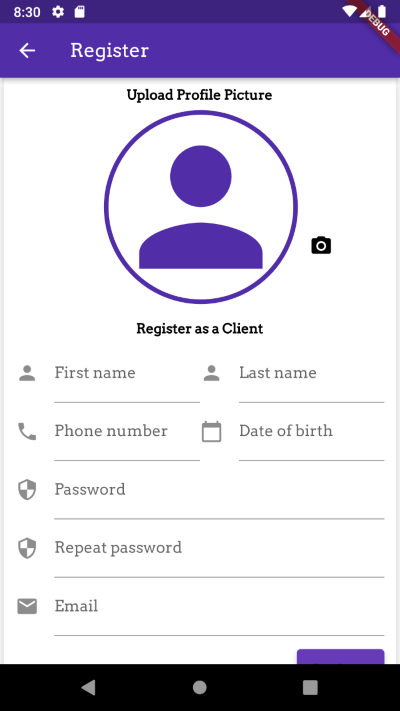 8:30
DEBUG
Register
Upload Profile Picture
Register as a Client
First name
Last name
Phone number
Date of birth
Password
Repeat password
Email